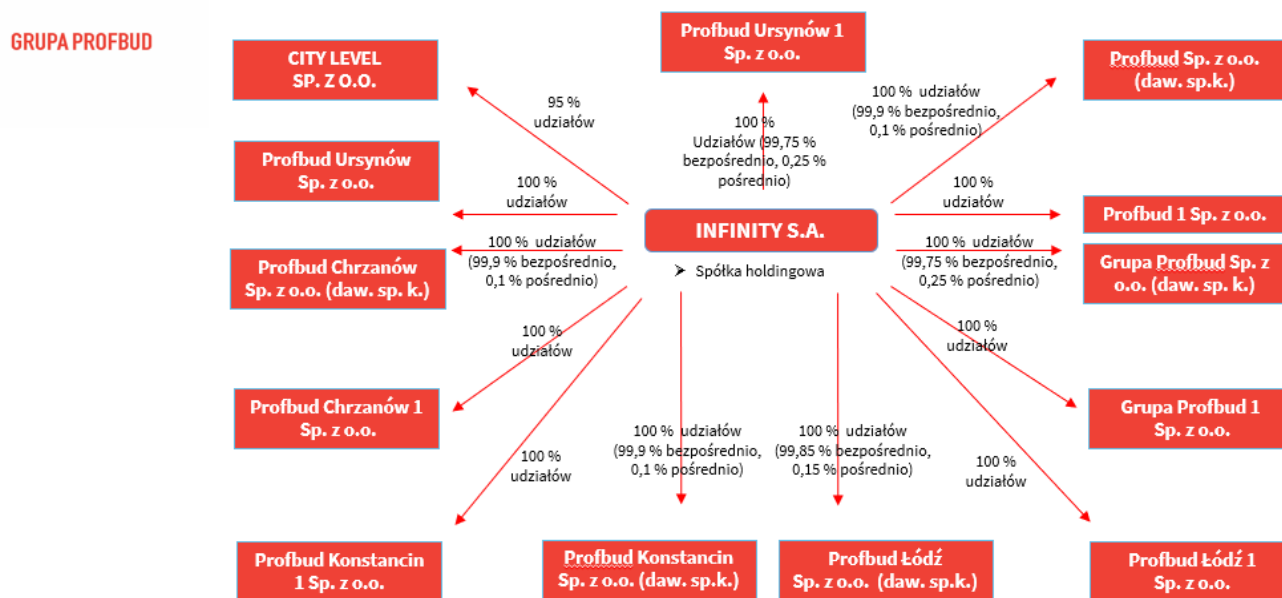 GRUPA PROFBUD
CITY LEVEL
SP. Z O.O.
Profbud Ursynów 1
Sp. z o.o.
Profbud Sp. z o.o.
(daw. sp.k.)
95 %
udziałów
100 %
Udziałów (99,75 %
bezpośrednio, 0,25 %
pośrednio)
100 % udziałów
(99,9 % bezpośrednio,
0,1 % pośrednio)
Profbud Ursynów
Sp. z o.o.
100 %
udziałów
100 %
udziałów
Profbud 1 Sp. z o.o.
INFINITY S.A.
Spółka holdingowa
Profbud Chrzanów
Sp. z o.o. (daw. sp. k.)
100 % udziałów
(99,9 % bezpośrednio,
0,1 % pośrednio)
100 % udziałów
(99,75 % bezpośrednio,
0,25 % pośrednio)
Grupa Profbud Sp. z
o.o. (daw. sp. k.)
100 %
udziałów
100 %
udziałów
Profbud Chrzanów 1
Sp. z o.o.
Grupa Profbud 1
Sp. z o.o.
100 %
udziałów
100 % udziałów
(99,9 % bezpośrednio,
0,1 % pośrednio)
100 % udziałów
(99,85 % bezpośrednio,
0,15 % pośrednio)
100 %
udziałów
Profbud Konstancin
1 Sp. z o.o.
Profbud Konstancin
Sp. z o.o. (daw. sp.k.)
Profbud Łódź
Sp. z o.o. (daw. sp.k.)
Profbud Łódź 1
Sp. z o.o.